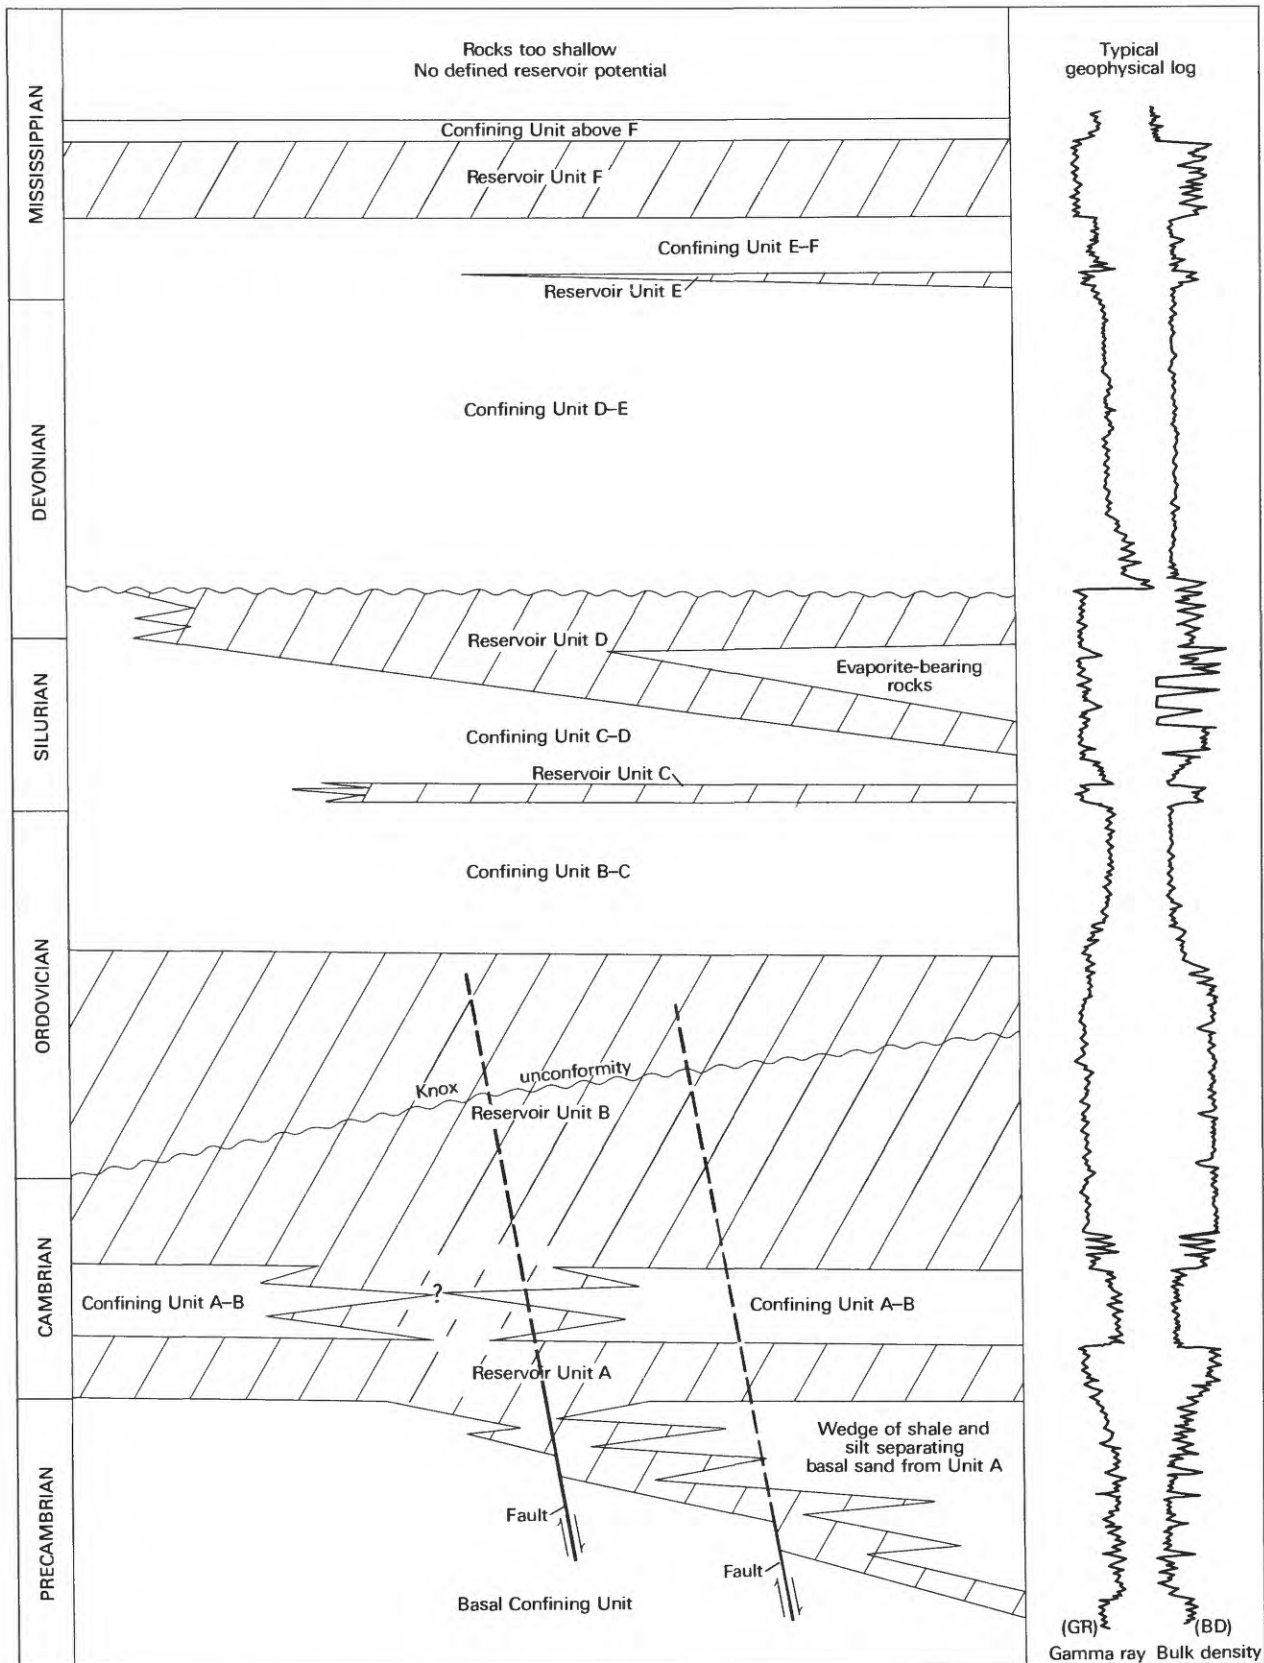 MISSISSIPPIAN
DEVONIAN
SILURIAN
ORDOVICIAN
CAMBRIAN
PRECAMBRIAN
Rocks too shallow
No defined reservoir potential
Confining Unit above F
Reservoir Unit F
Confining Unit E–F
Reservoir Unit E
Confining Unit D–E
Reservoir Unit D
Evaporite-bearing
rocks
Confining Unit C–D
Reservoir Unit C
Confining Unit B–C
Knox unconformity
Reservoir Unit B
Confining Unit A–B
?
Confining Unit A–B
Reservoir Unit A
Wedge of shale and
silt separating
basal sand from Unit A
Fault
Fault
Basal Confining Unit
Typical
geophysical log
(GR) (BD)
Gamma ray Bulk density